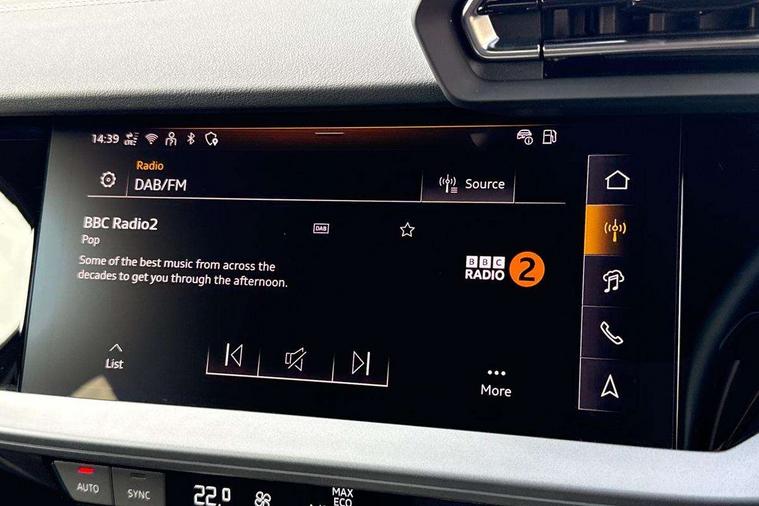 14:39
Radio
DAB/FM
Source
BBC Radio2
DAB
Pop
Some of the best music from across the
decades to get you through the afternoon.
BBC
RADIO 2
List
More
AUTO
SYNC
22.0
MAX
ECO